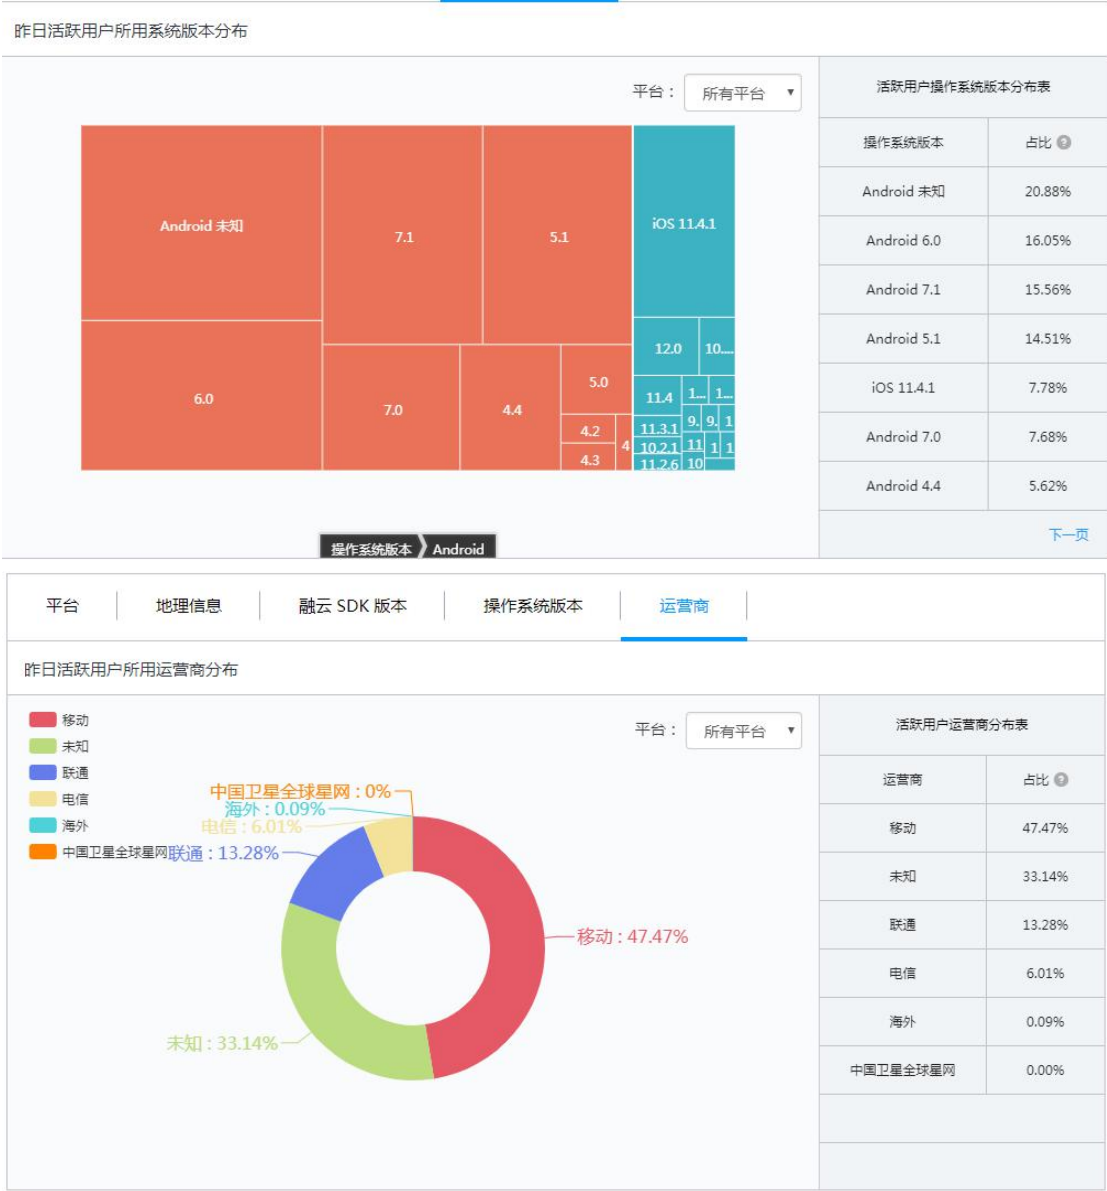 昨日活跃用户所用系统版本分布
平台： 所有平台
Android 未知
7.1
5.1
iOS 11.4.1
12.0
10....
6.0
7.0
4.4
5.0
11.4
1...
1...
4.2
4
11.3.1
9.
9.
1
4.3
10.2.1
11
1
1
11.2.6
10
操作系统版本
Android
活跃用户操作系统版本分布表
操作系统版本 占比 ?
Android 未知 20.88%
Android 6.0 16.05%
Android 7.1 15.56%
Android 5.1 14.51%
iOS 11.4.1 7.78%
Android 7.0 7.68%
Android 4.4 5.62%
下一页
平台 地理信息 融云 SDK 版本 操作系统版本 运营商
昨日活跃用户所用运营商分布
移动
未知
联通
电信
海外
中国卫星全球星网
平台： 所有平台
中国卫星全球星网 : 0%
海外 : 0.09%
电信 : 6.01%
联通 : 13.28%
移动 : 47.47%
未知 : 33.14%
活跃用户运营商分布表
运营商 占比 ?
移动 47.47%
未知 33.14%
联通 13.28%
电信 6.01%
海外 0.09%
中国卫星全球星网 0.00%